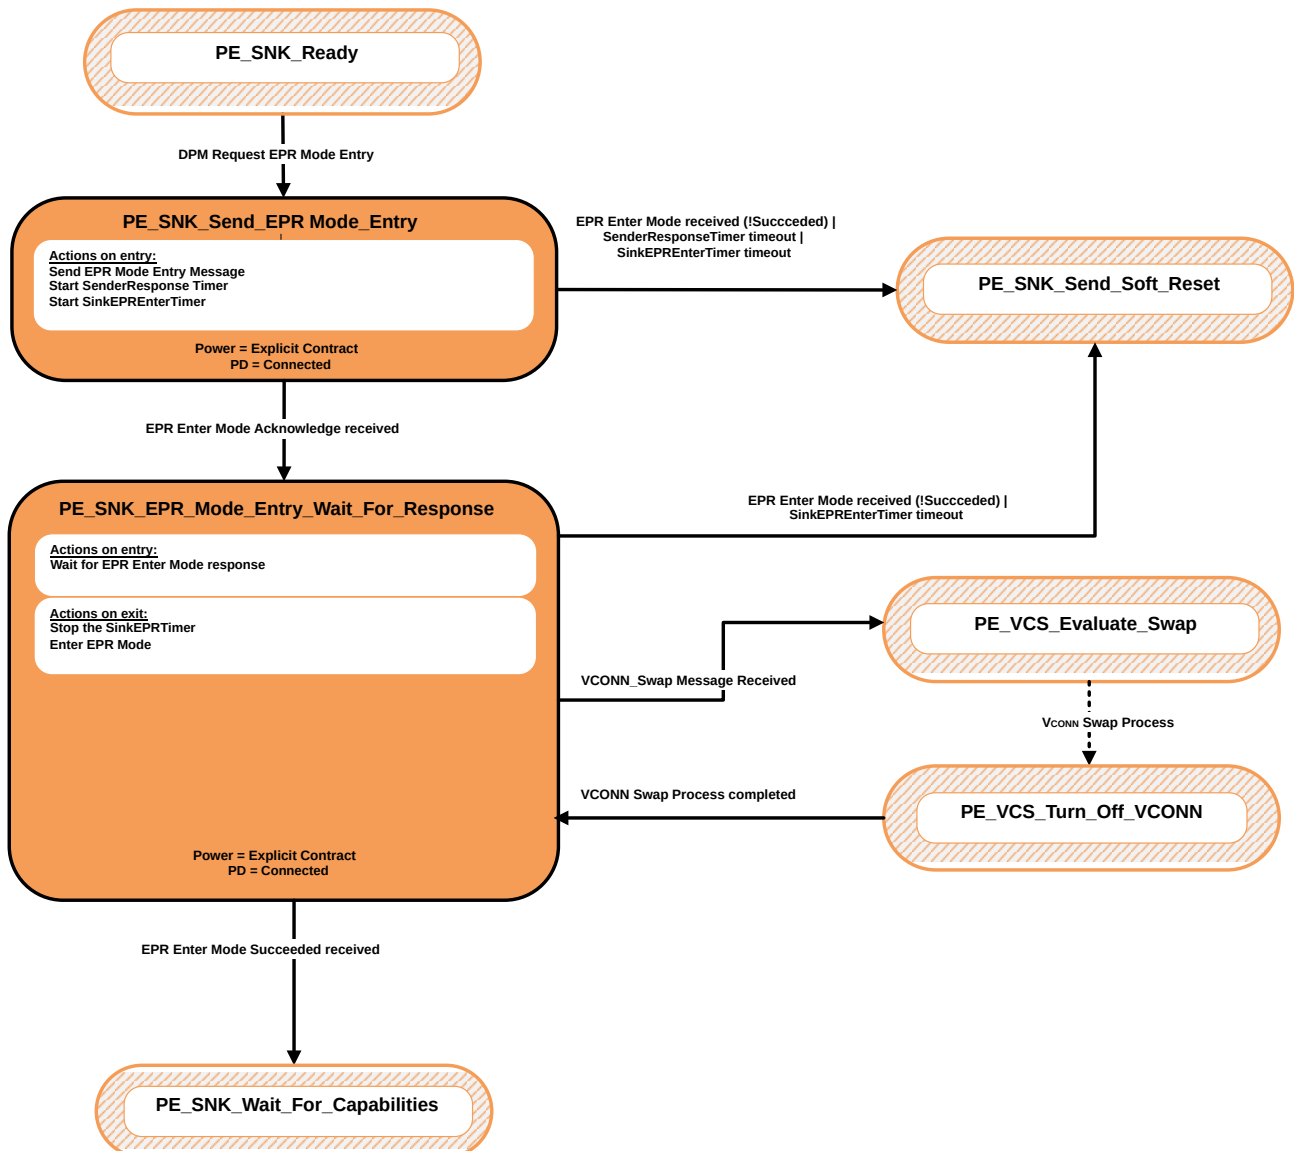 PE_SNK_Ready
DPM Request EPR Mode Entry
PE_SNK_Send_EPR Mode_Entry
Actions on entry:
Send EPR Mode Entry Message
Start SenderResponse Timer
Start SinkEPREnterTimer
Power = Explicit Contract
PD = Connected
EPR Enter Mode received (!Succceded) |
SenderResponseTimer timeout |
SinkEPREnterTimer timeout
PE_SNK_Send_Soft_Reset
EPR Enter Mode Acknowledge received
PE_SNK_EPR_Mode_Entry_Wait_For_Response
Actions on entry:
Wait for EPR Enter Mode response
Actions on exit:
Stop the SinkEPRTimer
Enter EPR Mode
Power = Explicit Contract
PD = Connected
EPR Enter Mode received (!Succceded) |
SinkEPREnterTimer timeout
PE_VCS_Evaluate_Swap
VCONN_Swap Message Received
VCONN Swap Process
VCONN Swap Process completed
PE_VCS_Turn_Off_VCONN
EPR Enter Mode Succeeded received
PE_SNK_Wait_For_Capabilities